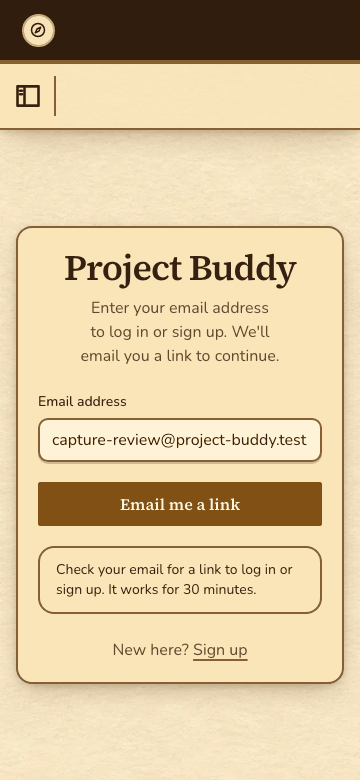 Project Buddy
Enter your email address
to log in or sign up. We'll
email you a link to continue.
Email address
capture-review@project-buddy.test
Email me a link
Check your email for a link to log in or
sign up. It works for 30 minutes.
New here? Sign up